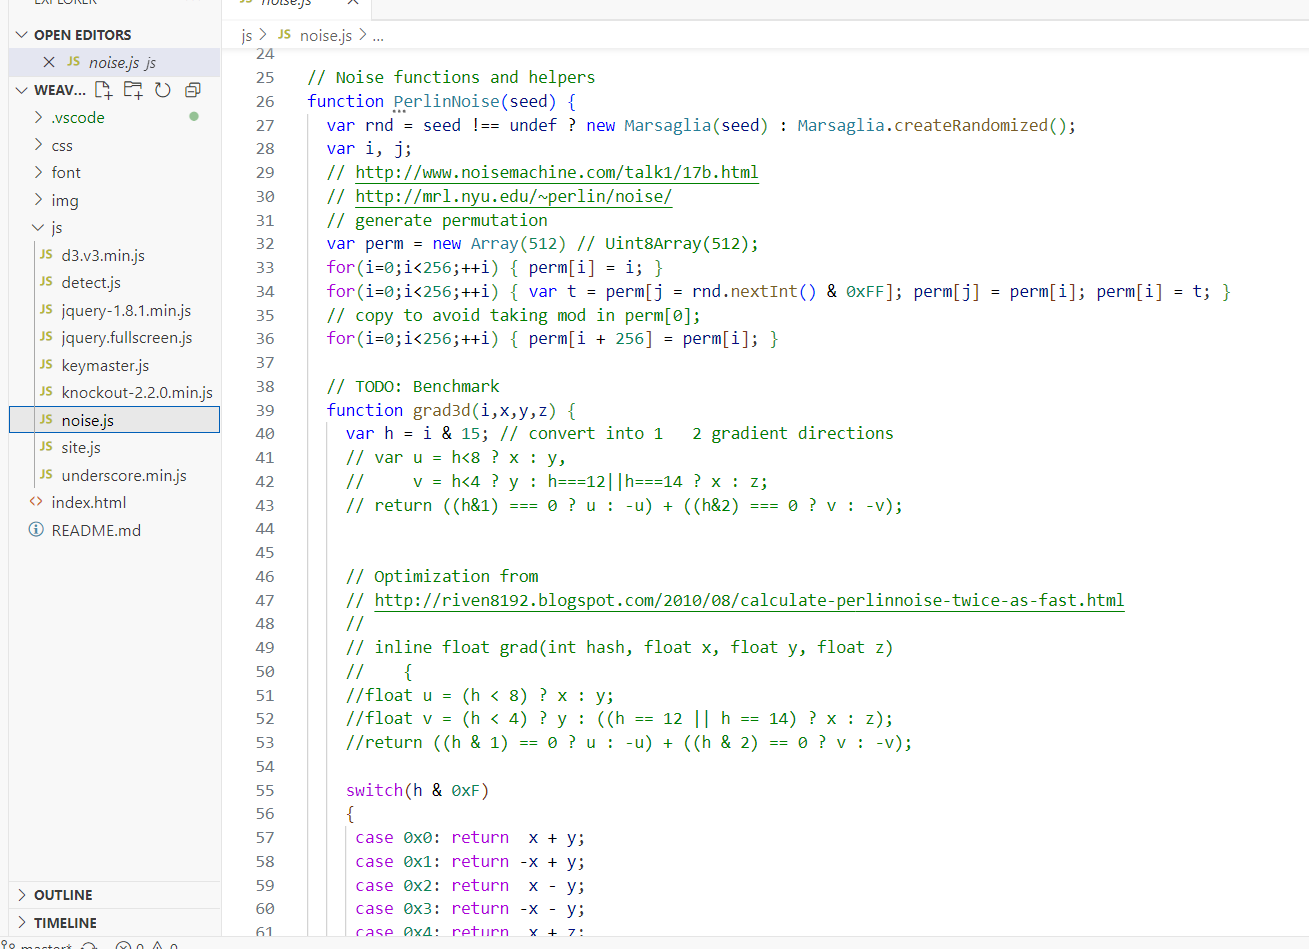 EXPLORER
OPEN EDITORS
JS noise.js js
WEAV...
.vscode
css
font
img
js
JS d3.v3.min.js
JS detect.js
JS jquery-1.8.1.min.js
JS jquery.fullscreen.js
JS keymaster.js
JS knockout-2.2.0.min.js
JS noise.js
JS site.js
JS underscore.min.js
<> index.html
README.md
OUTLINE
TIMELINE
JS noise.js
js > JS noise.js > ...
24
25 // Noise functions and helpers
26 function PerlinNoise(seed) {
27 var rnd = seed !== undef ? new Marsaglia(seed) : Marsaglia.createRandomized();
28 var i, j;
29 // http://www.noisemachine.com/talk1/17b.html
30 // http://mrl.nyu.edu/~perlin/noise/
31 // generate permutation
32 var perm = new Array(512) // Uint8Array(512);
33 for(i=0;i<256;++i) { perm[i] = i; }
34 for(i=0;i<256;++i) { var t = perm[j = rnd.nextInt() & 0xFF]; perm[j] = perm[i]; perm[i] = t; }
35 // copy to avoid taking mod in perm[0];
36 for(i=0;i<256;++i) { perm[i + 256] = perm[i]; }
37
38 // TODO: Benchmark
39 function grad3d(i,x,y,z) {
40 var h = i & 15; // convert into 1   2 gradient directions
41 // var u = h<8 ? x : y,
42 //     v = h<4 ? y : h===12||h===14 ? x : z;
43 // return ((h&1) === 0 ? u : -u) + ((h&2) === 0 ? v : -v);
44
45
46 // Optimization from
47 // http://riven8192.blogspot.com/2010/08/calculate-perlinnoise-twice-as-fast.html
48 //
49 // inline float grad(int hash, float x, float y, float z)
50 //    {
51 //float u = (h < 8) ? x : y;
52 //float v = (h < 4) ? y : ((h == 12 || h == 14) ? x : z);
53 //return ((h & 1) == 0 ? u : -u) + ((h & 2) == 0 ? v : -v);
54
55 switch(h & 0xF)
56 {
57 case 0x0: return  x + y;
58 case 0x1: return -x + y;
59 case 0x2: return  x - y;
60 case 0x3: return -x - y;
61 case 0x4: return  x + z;
master* 0 0